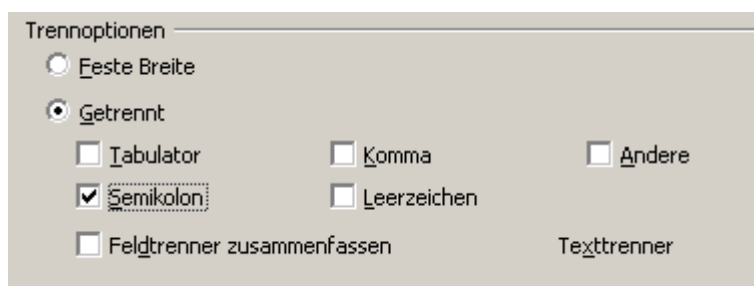 Trennoptionen
Feste Breite
Getrennt
Tabulator Komma Andere
Semikolon Leerzeichen
Feldtrenner zusammenfassen Texttrenner